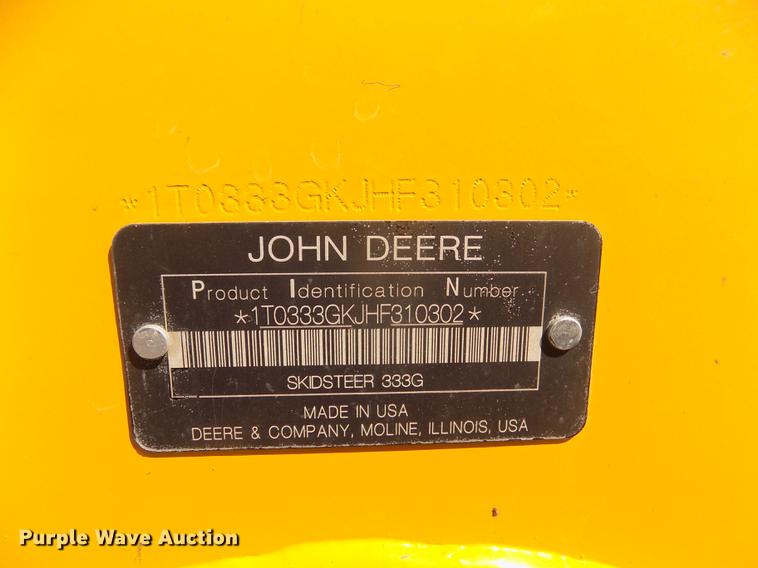 *1T0333GKJHF310302*
JOHN DEERE
Product Identification Number
*1T0333GKJHF310302*
SKIDSTEER 333G
MADE IN USA
DEERE & COMPANY, MOLINE, ILLINOIS, USA
Purple Wave Auction